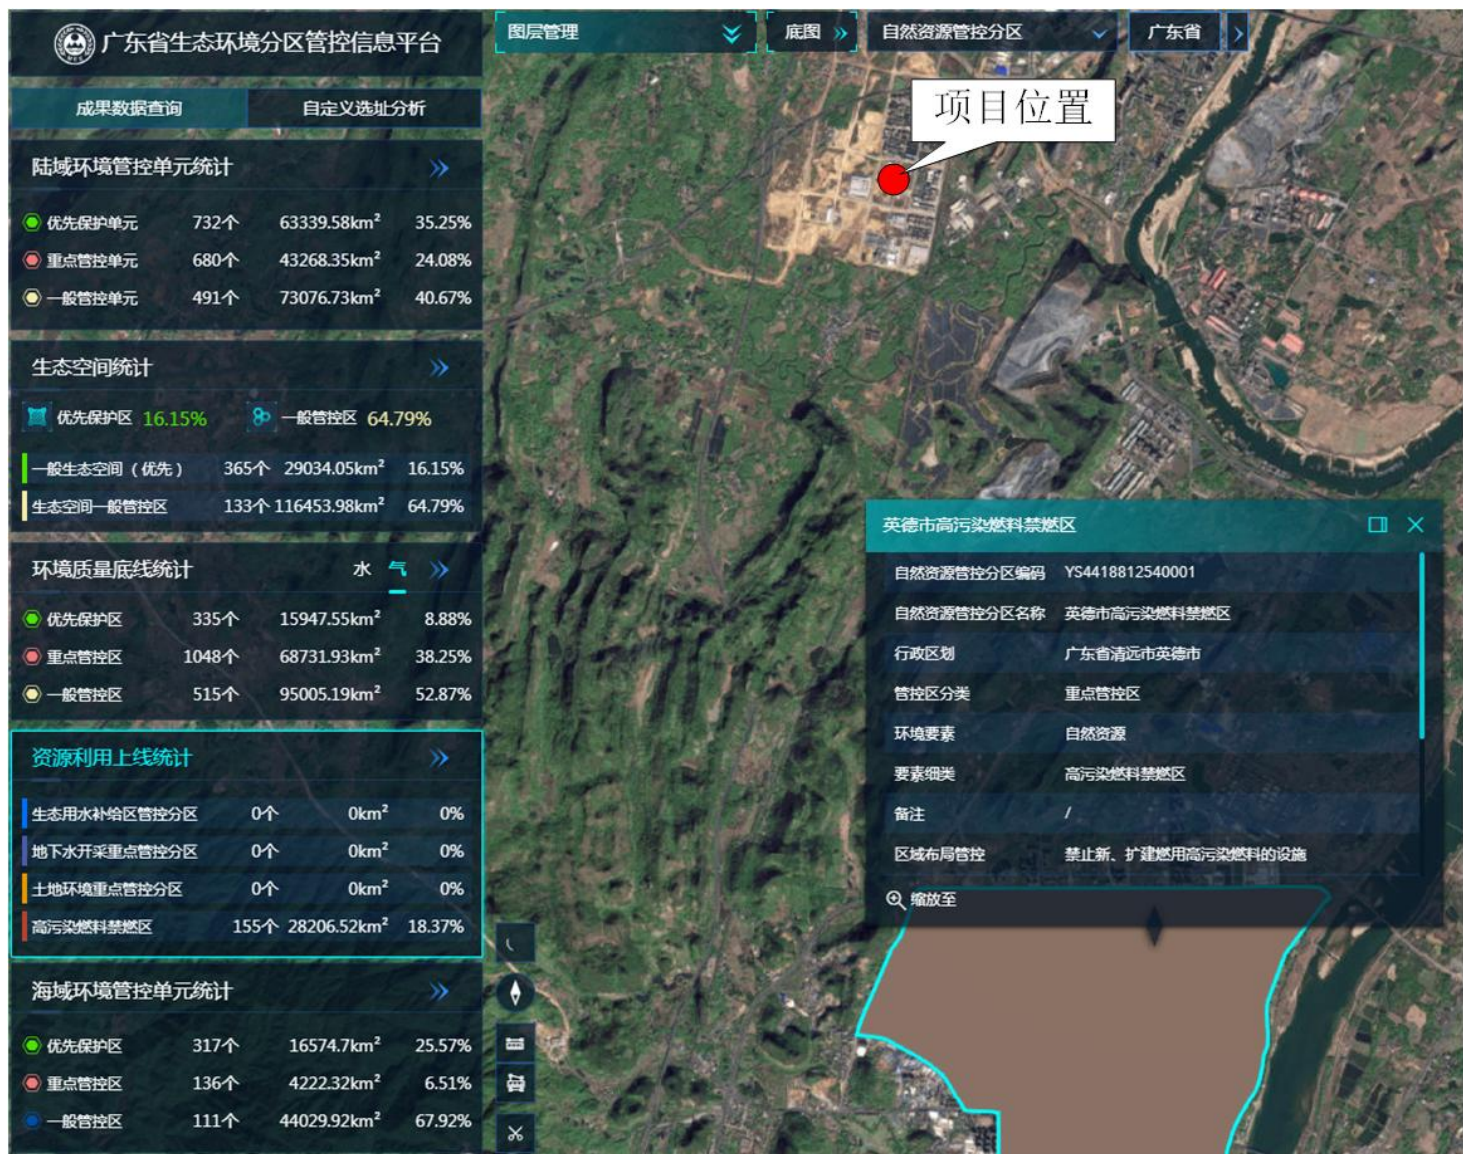 广东省生态环境分区管控信息平台
图层管理
底图
自然资源管控分区
广东省
成果数据查询
自定义选址分析
项目位置
陆域环境管控单元统计
优先保护单元 732个 63339.58km² 35.25%
重点管控单元 680个 43268.35km² 24.08%
一般管控单元 491个 73076.73km² 40.67%
生态空间统计
优先保护区 16.15% 一般管控区 64.79%
一般生态空间（优先） 365个 29034.05km² 16.15%
生态空间一般管控区 133个 116453.98km² 64.79%
环境质量底线统计 水 气
优先保护区 335个 15947.55km² 8.88%
重点管控区 1048个 68731.93km² 38.25%
一般管控区 515个 95005.19km² 52.87%
资源利用上线统计
生态用水补给区管控分区 0个 0km² 0%
地下水开采重点管控分区 0个 0km² 0%
土地环境重点管控分区 0个 0km² 0%
高污染燃料禁燃区 155个 28206.52km² 18.37%
海域环境管控单元统计
优先保护区 317个 16574.7km² 25.57%
重点管控区 136个 4222.32km² 6.51%
一般管控区 111个 44029.92km² 67.92%
英德市高污染燃料禁燃区
自然资源管控分区编码 YS4418812540001
自然资源管控分区名称 英德市高污染燃料禁燃区
行政区划 广东省清远市英德市
管控区分类 重点管控区
环境要素 自然资源
要素细类 高污染燃料禁燃区
备注 /
区域布局管控 禁止新、扩建燃用高污染燃料的设施
缩放至